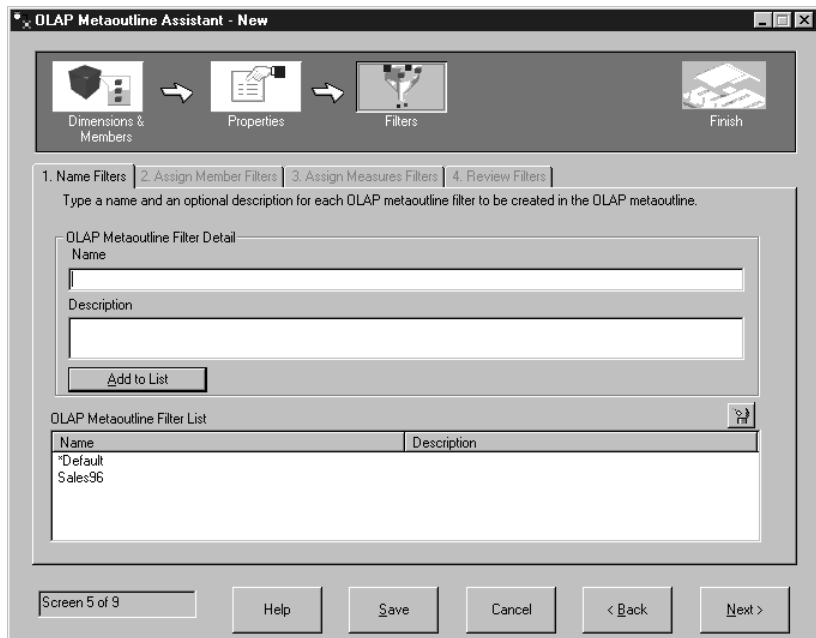 OLAP Metaoutline Assistant - New
Dimensions &
Members
Properties
Filters
Finish
1. Name Filters
2. Assign Member Filters
3. Assign Measures Filters
4. Review Filters
Type a name and an optional description for each OLAP metaoutline filter to be created in the OLAP metaoutline.
OLAP Metaoutline Filter Detail
Name
Description
Add to List
OLAP Metaoutline Filter List
Name
Description
*Default
Sales96
Screen 5 of 9
Help
Save
Cancel
< Back
Next >